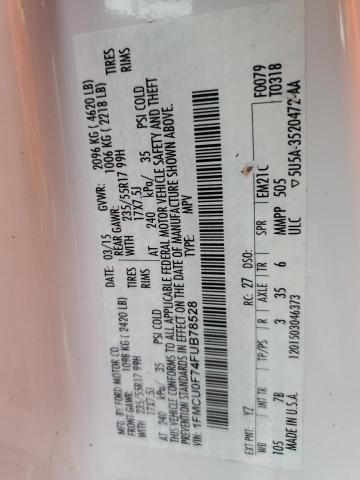 MFD. BY FORD MOTOR CO.
DATE: 03/15 GVWR: 2096 KG ( 4620 LB)
FRONT GAWR: 1098 KG (2420 LB) REAR GAWR: 1006 KG ( 2218 LB)
WITH 235/55R17 99H TIRES WITH 235/55R17 99H TIRES
17X7.5J RIMS 17X7.5J RIMS
AT 240 kPa/ 35 PSI COLD AT 240 kPa/ 35 PSI COLD
THIS VEHICLE CONFORMS TO ALL APPLICABLE FEDERAL MOTOR VEHICLE SAFETY AND THEFT
PREVENTION STANDARDS IN EFFECT ON THE DATE OF MANUFACTURE SHOWN ABOVE.
VIN: 1FMCU0F74FUB78528 TYPE: MPV
F0079
T0318
EXT PNT: YZ RC: 27 DSO:
WB INT TR TP/PS R AXLE TR SPR EM21C
105 7B 3 35 6 MMPP 505
MADE IN U.S.A. 120150304 6373 ULC
5U5A-3520472-AA